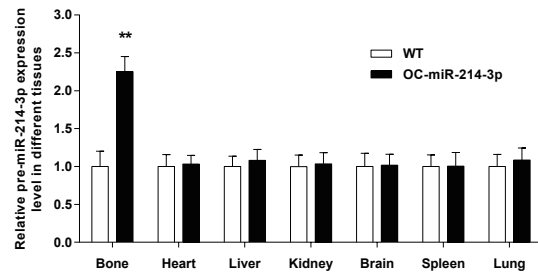 Relative pre-miR-214-3p expression
level in different tissues
3.0
2.5
2.0
1.5
1.0
0.5
0.0
**
WT
OC-miR-214-3p
Bone Heart Liver Kidney Brain Spleen Lung